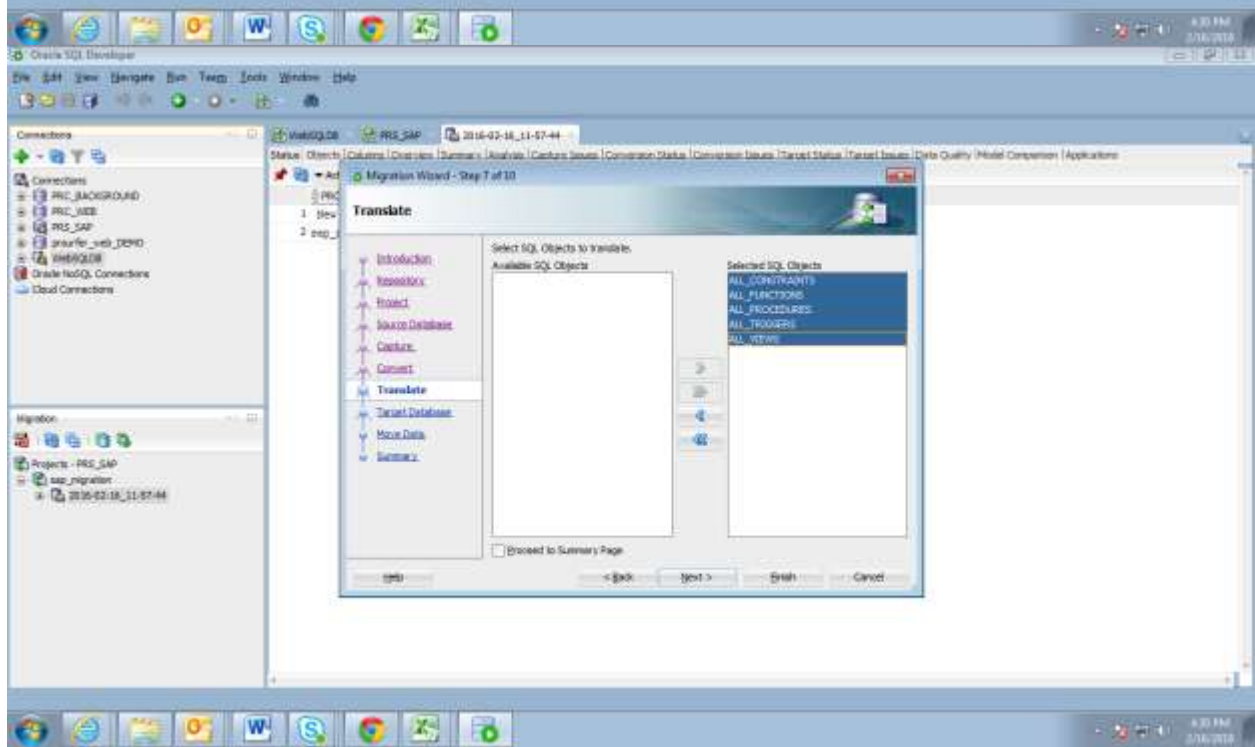 Oracle SQL Developer
File Edit View Navigate Run Team Tools Window Help
Connections
WebSQLDB PRS_SAP 2016-02-16_11-57-44
Status Objects Columns Overview Summary Analysis Capture Issues Conversion Status Conversion Issues Target Status Target Issues Data Quality Model Comparison Applications
Connections
PRC_BACKGROUND
PRC_WEB
PRS_SAP
WebSQLDB
Oracle NoSQL Connections
Cloud Connections
1 New
2
Migration Wizard - Step 7 of 10
Translate
Introduction
Repository
Project
Source Database
Capture
Convert
Translate
Target Database
Move Data
Summary
Select SQL Objects to translate.
Available SQL Objects
Selected SQL Objects
ALL_CONSTRAINTS
ALL_FUNCTIONS
ALL_PROCEDURES
ALL_TRIGGERS
ALL_VIEWS
Proceed to Summary Page
Help < Back Next > Finish Cancel
Migration
Projects - PRS_SAP
sap_migration
2016-02-16_11-57-44